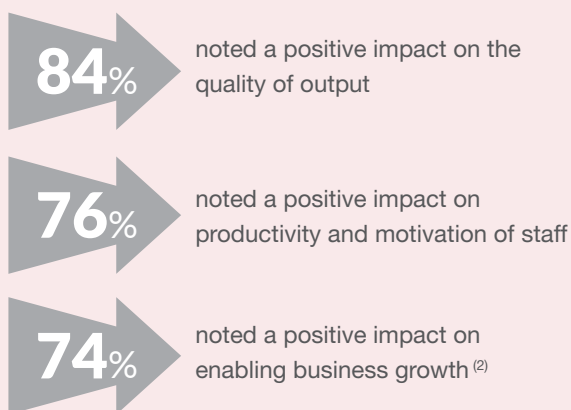 84%
noted a positive impact on the
quality of output
76%
noted a positive impact on
productivity and motivation of staff
74%
noted a positive impact on
enabling business growth (2)